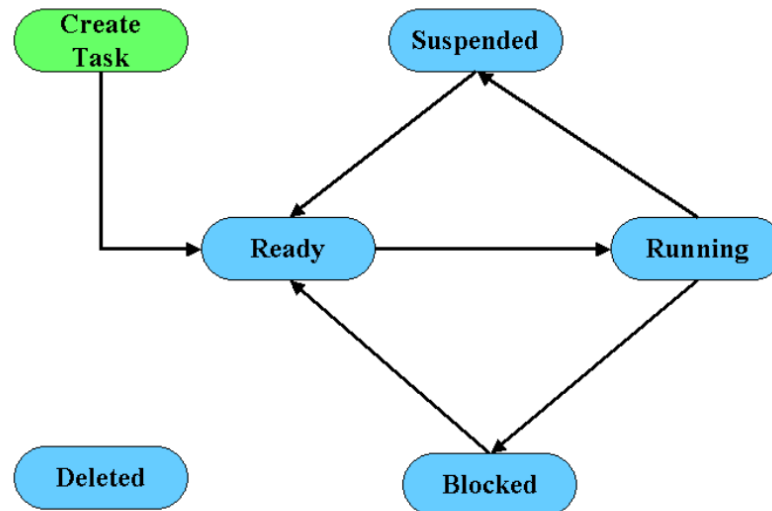 Create
Task
Suspended
Ready
Running
Deleted
Blocked